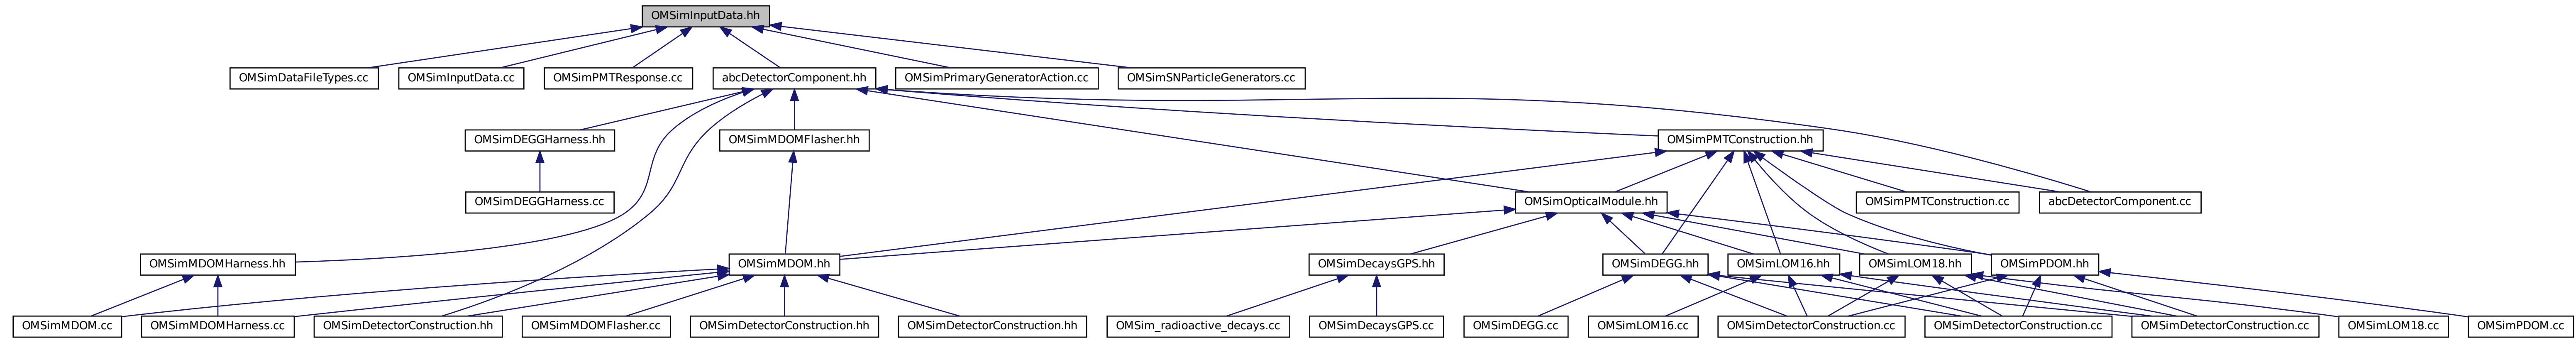 OMSimInputData.hh
OMSimDataFileTypes.cc
OMSimInputData.cc
OMSimPMTResponse.cc
abcDetectorComponent.hh
OMSimPrimaryGeneratorAction.cc
OMSimSNParticleGenerators.cc
OMSimDEGGHarness.hh
OMSimMDOMFlasher.hh
OMSimPMTConstruction.hh
OMSimDEGGHarness.cc
OMSimOpticalModule.hh
OMSimPMTConstruction.cc
abcDetectorComponent.cc
OMSimMDOMHarness.hh
OMSimMDOM.hh
OMSimDecaysGPS.hh
OMSimDEGG.hh
OMSimLOM16.hh
OMSimLOM18.hh
OMSimPDOM.hh
OMSimMDOM.cc
OMSimMDOMHarness.cc
OMSimDetectorConstruction.hh
OMSimMDOMFlasher.cc
OMSimDetectorConstruction.hh
OMSimDetectorConstruction.hh
OMSim_radioactive_decays.cc
OMSimDecaysGPS.cc
OMSimDEGG.cc
OMSimLOM16.cc
OMSimDetectorConstruction.cc
OMSimDetectorConstruction.cc
OMSimDetectorConstruction.cc
OMSimLOM18.cc
OMSimPDOM.cc